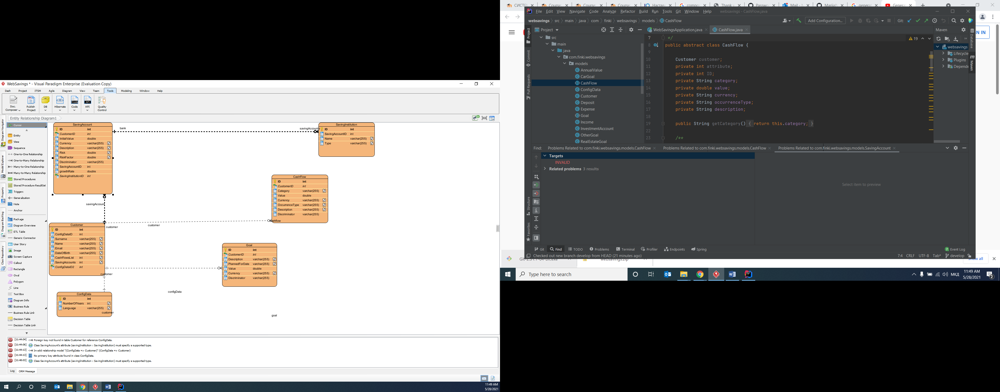 WebSavings * - Visual Paradigm Enterprise (Evaluation Copy)
Dash Project ITSM Agile Diagram View Team Tools Modeling Window Help
Doc. Composer
Publish Project
DB
Hibernate
Code
API
Quality Control
Entity Relationship Diagram1
Diagram Navigator
Model Explorer
Property
Diagram Backlog
Class Repository
Cursor
Entity
View
Sequence
One-to-One Relationship
One-to-Many Relationship
Many-to-One Relationship
Many-to-Many Relationship
Stored Procedures
Stored Procedure ResultSet
Triggers
Generalization
Note
Anchor
Package
Diagram Overview
ETL Table
Generic Connector
User Story
Image
Screen Capture
Callout
Rectangle
Oval
Polygon
Line
Text Box
Diagram Info
Business Rule
Business Rule Link
Decision Table
Decision Table Link
SavingAccount
ID int
CustomerID int
InitialValue double
Currency varchar(255) N
Description varchar(255) N
Risk double N
RiskFactor double N
Discriminator varchar(255)
SavingAccountID int
growthRate double
SavingInstitutionID int
bank
savingAccounts
SavingInstitution
ID int
SavingAccountID int
Name varchar(255) N
Type varchar(255) N
CashFlow
ID int
CustomerID int
Category varchar(255) N
Value double
Currency varchar(255) N
OccurrenceType varchar(255) N
Description varchar(255) N
Discriminator varchar(255)
savingAccount
customer
customer
cashflow
Customer
ID int
ConfigDataID int
Surname varchar(255) N
Name varchar(255) N
Email varchar(255) N
DateOfBirth varchar(255) N
CashFlowsList int N
SavingAccounts int N
ConfigDataID2 int
customer
Goal
ID int
CustomerID int
Description varchar(255) N
PlannedForDate varchar(255) N
Value double
Currency varchar(255) N
Discriminator varchar(255)
configData
ConfigData
ID int
NumberOfYears int N
Language varchar(255) N
customer
goal
[11:44:04] Foreign key not found in table Customer for reference ConfigData.
[11:44:06] Class SavingAccount's attribute (savingInstitution : SavingInstitution) must specify a supported type.
[11:44:13] Invalid relationship model "(ConfigData => Customer)" (ConfigData => Customer)
[11:44:13] No primary key attribute found in class ConfigData.
[11:48:03] Class SavingAccount's attribute (savingInstitution : SavingInstitution) must specify a supported type.
Log ORM Message
11:49 AM
5/28/2021
Course: Course: Course: Настав compos Thank y Passwo Mail - M Marija gener Genera
File Edit View Navigate Code Analyze Refactor Build Run Tools Git Window Help websavings - CashFlow.java
websavings src main java com finki websavings models CashFlow
Add Configuration... Git:
N IN
Project
Commit
Pull Requests
Structure
Favorites
Project
src
main
java
com.finki.websavings
models
AnnualValue
CarGoal
CashFlow
ConfigData
Customer
Deposit
Expense
Goal
Income
InvestmentAccount
OtherGoal
RealEstateGoal
WebSavingsApplication.java CashFlow.java
19
7 */
8 public abstract class CashFlow {
9
10 Customer customer;
11 private int attribute;
12 private int ID;
13 private String category;
14 private double value;
15 private String currency;
16 private String occurrenceType;
17 private String description;
18
19 public String getCategory() { return this.category; }
22
23 /**
Maven
websavings
Lifecycle
Plugins
Depende
Database
Maven
Find: Problems Related to com.finki.websavings.models.CashFlow Problems Related to com.finki.websavings.models.CashFlow Problems Related to com.finki.websavings.models.SavingAccount
Targets
INVALID
Related problems 3 results
Select item to preview
Git Find TODO Problems Terminal Profiler Endpoints Spring 7 Event Log
Checked out new branch develop from HEAD (21 minutes ago) 7:4 CRLF UTF-8 Tab* develop
websavings.zip
Show all
Type here to search
МКД
11:49 AM
5/28/2021
2